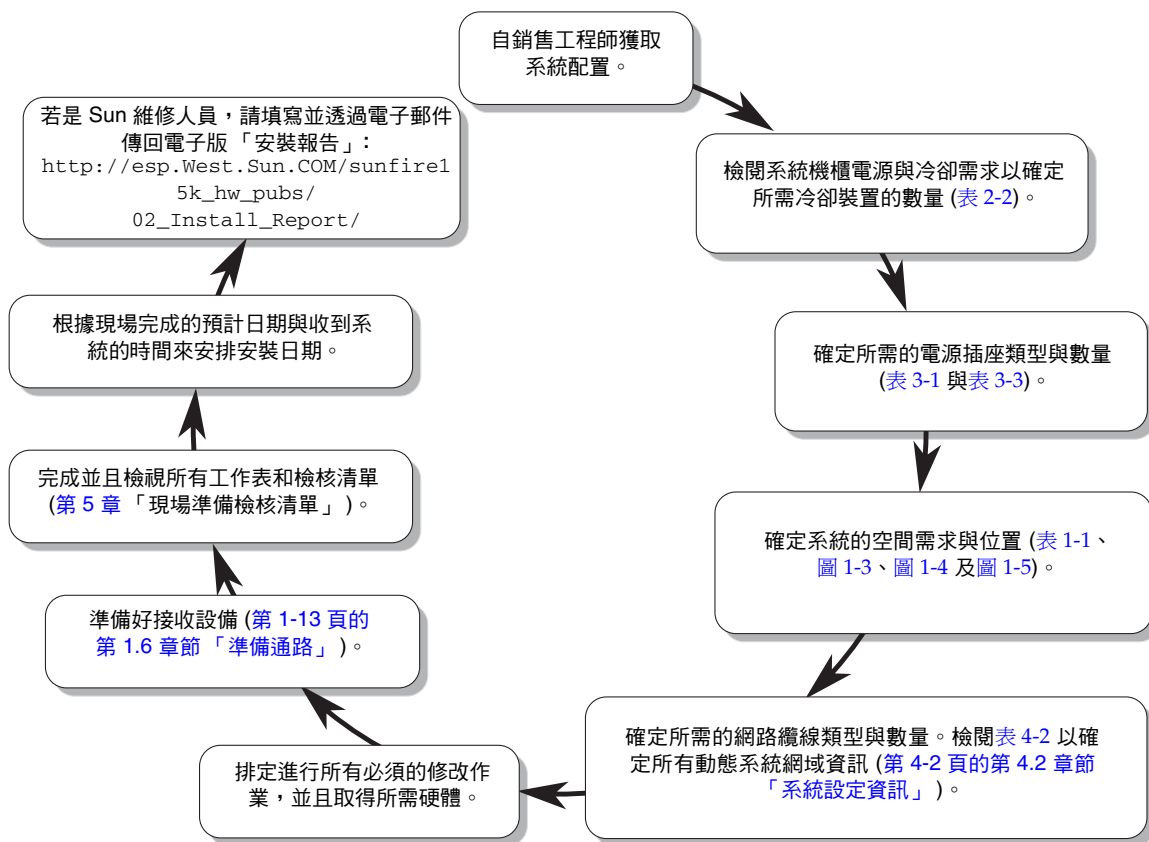 自銷售工程師獲取
系統配置。
檢閱系統機櫃電源與冷卻需求以確定
所需冷卻裝置的數量 (表 2-2)。
確定所需的電源插座類型與數量
(表 3-1 與表 3-3)。
確定系統的空間需求與位置 (表 1-1、
圖 1-3、圖 1-4 及圖 1-5)。
確定所需的網路纜線類型與數量。檢閱表 4-2 以確
定所有動態系統網域資訊 (第 4-2 頁的第 4.2 章節
「系統設定資訊」)。
排定進行所有必須的修改作
業，並且取得所需硬體。
準備好接收設備 (第 1-13 頁的
第 1.6 章節「準備通路」)。
完成並且檢視所有工作表和檢核清單
(第 5 章「現場準備檢核清單」)。
根據現場完成的預計日期與收到系
統的時間來安排安裝日期。
若是 Sun 維修人員，請填寫並透過電子郵件
傳回電子版「安裝報告」：
http://esp.West.Sun.COM/sunfire1
5k_hw_pubs/
02_Install_Report/